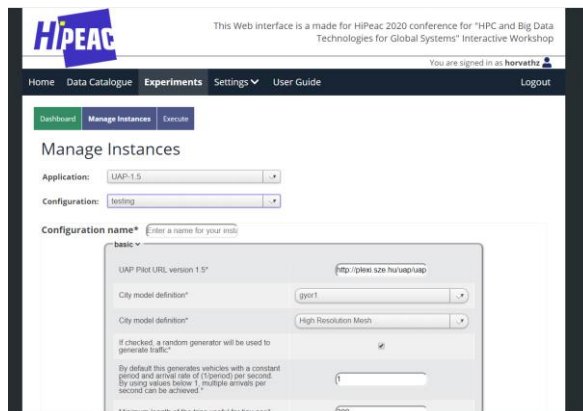 HiPEAC
This Web interface is made for HiPeac 2020 conference for "HPC and Big Data
Technologies for Global Systems" Interactive Workshop
You are signed in as horvathz
Home Data Catalogue Experiments Settings User Guide Logout
Dashboard Manage Instances Execute
Manage Instances
Application: UAP-1.5
Configuration: testing
Configuration name* Enter a name for your insta
basic
UAP Pilot URL version 1.5* http://plexi.sze.hu/uap/uap
City model definition* gyor1
City model definition* High Resolution Mesh
If checked, a random generator will be used to
generate traffic*
By default this generates vehicles with a constant
period and arrival rate of (1/period) per second.
By using values below 1, multiple arrivals per
second can be achieved.*
1